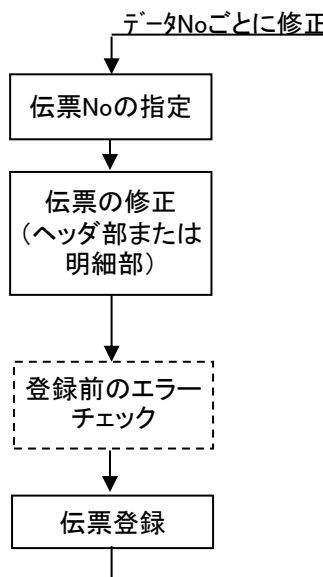 ﾃﾞｰﾀNoごとに修正
伝票Noの指定
伝票の修正
（ヘッダ部または
明細部）
登録前のエラー
チェック
伝票登録